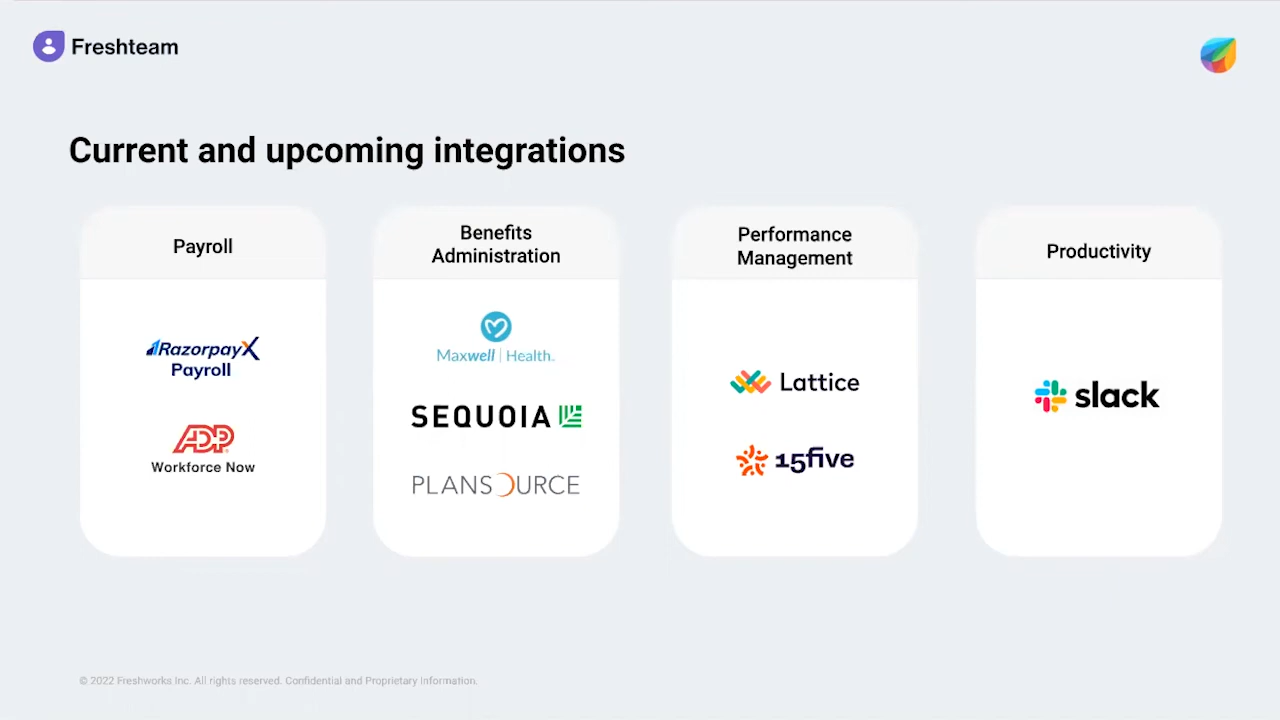 Freshteam
Current and upcoming integrations
Payroll
RazorpayX
Payroll
ADP
Workforce Now
Benefits
Administration
Maxwell | Health.
SEQUOIA
PLANSOURCE
Performance
Management
Lattice
15five
Productivity
slack
© 2022 Freshworks Inc. All rights reserved. Confidential and Proprietary Information.